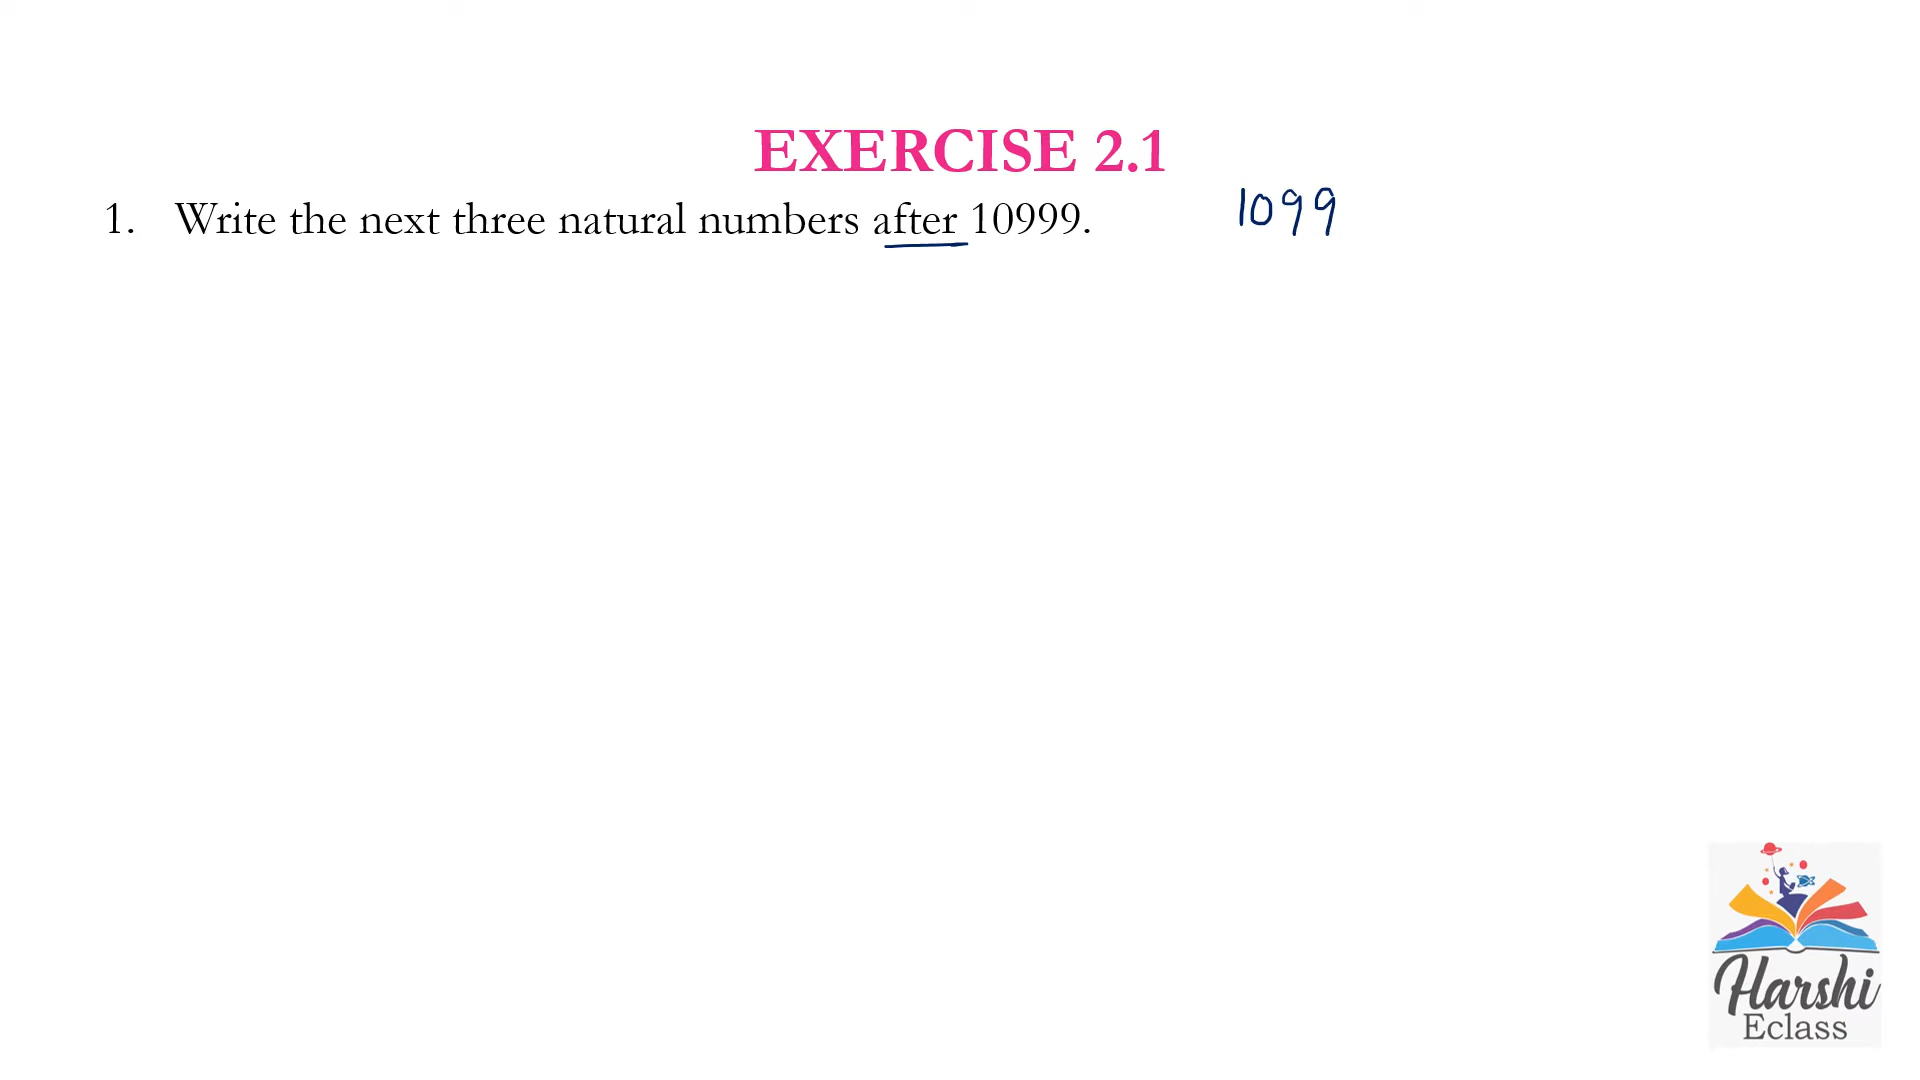 EXERCISE 2.1
1. Write the next three natural numbers after 10999. 1099
Harshi
Eclass